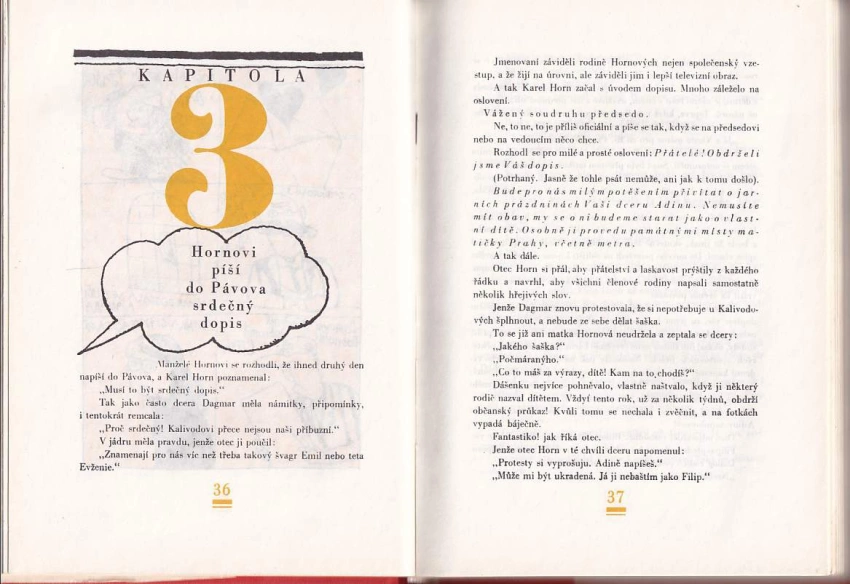 KAPITOLA
3
Hornovi
píší
do Pávova
srdečný
dopis
Manželé Hornovi se rozhodli, že ihned druhý den
napíší do Pávova, a Karel Horn poznamenal:
„Musí to být srdečný dopis.“
Tak jako často dcera Dagmar měla námitky, připomínky,
i tentokrát remcala:
„Proč srdečný! Kalivodovi přece nejsou naši příbuzní.“
V jádru měla pravdu, jenže otec ji poučil:
„Znamenají pro nás víc než třeba takový švagr Emil nebo teta
Evženie.“
36
Jmenovaní záviděli rodině Hornových nejen společenský vze-
stup, a že žijí na úrovni, ale záviděli jim i lepší televizní obraz.
A tak Karel Horn začal s úvodem dopisu. Mnoho záleželo na
oslovení.
Vážený soudruhu předsedo.
Ne, to ne, to je příliš oficiální a píše se tak, když se na předsedovi
nebo na vedoucím něco chce.
Rozhodl se pro milé a prosté oslovení: Přátelé! Obdrželi
jsme Váš dopis.
(Potrhaný. Jasně že tohle psát nemůže, ani jak k tomu došlo).
Bude pro nás milým potěšením přivítat o jar-
ních prázdninách Vaši dceru Adinu. Nemusíte
mít obav, my se o ni budeme starat jako o vlast-
ní dítě. Osobně ji provedu památnými místy ma-
tičky Prahy, včetně metra.
A tak dále.
Otec Horn si přál, aby přátelství a laskavost prýštily z každého
řádku a navrhl, aby všichni členové rodiny napsali samostatně
několik hřejivých slov.
Jenže Dagmar znovu protestovala, že si nepotřebuje u Kalivodo-
vých šplhnout, a nebude ze sebe dělat šaška.
To se již ani matka Hornová neudržela a zeptala se dcery:
„Jakého šaška?“
„Počmáranýho.“
„Co to máš za výrazy, dítě! Kam na to chodíš?“
Dášenku nejvíce pohněvalo, vlastně naštvalo, když ji některý
rodič nazval dítětem. Vždyť tento rok, už za několik týdnů, obdrží
občanský průkaz! Kvůli tomu se nechala i zvěčnit, a na fotkách
vypadá báječně.
Fantastiko! jak říká otec.
Jenže otec Horn v té chvíli dceru napomenul:
„Protesty si vyprošuju. Adině napíšeš.“
„Může mi být ukradená. Já ji nebaštím jako Filip.“
37